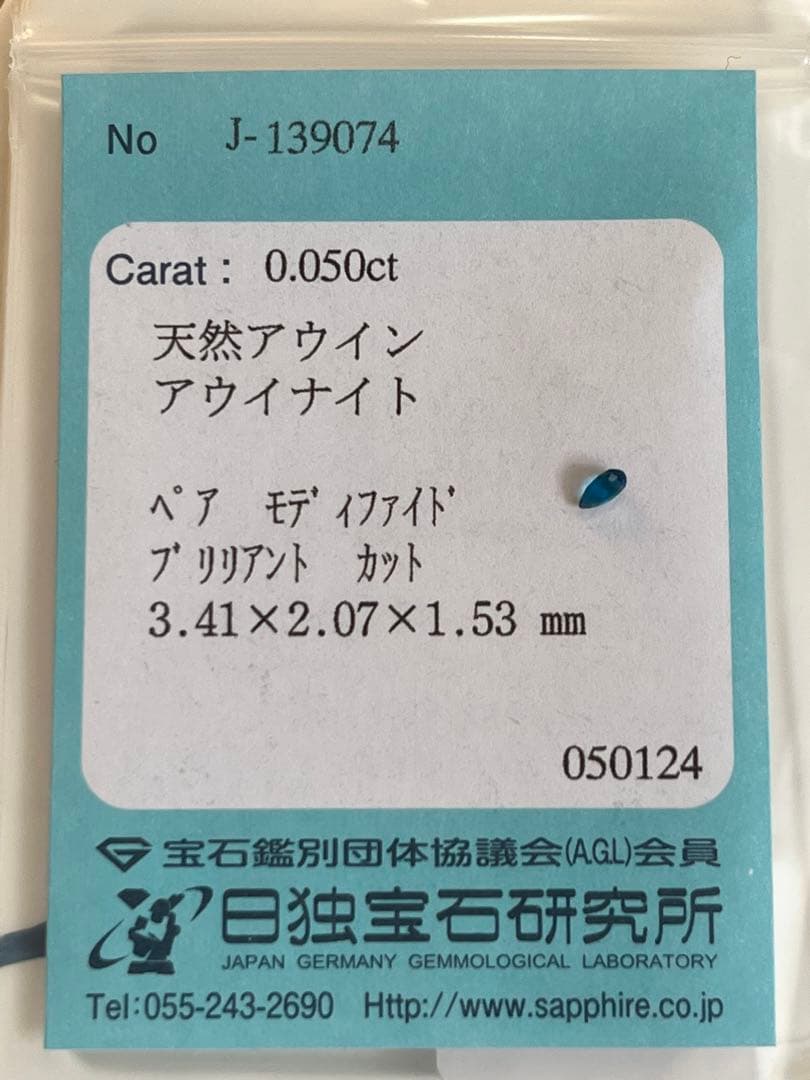 No J-139074
Carat : 0.050ct
天然アウイン
アウイナイト
ﾍﾟｱ ﾓﾃﾞｨﾌｧｲﾄﾞ
ﾌﾞﾘﾘｱﾝﾄ ｶｯﾄ
3.41×2.07×1.53 mm
050124
宝石鑑別団体協議会(A.G.L)会員
日独宝石研究所
JAPAN GERMANY GEMMOLOGICAL LABORATORY
Tel:055-243-2690 Http://www.sapphire.co.jp